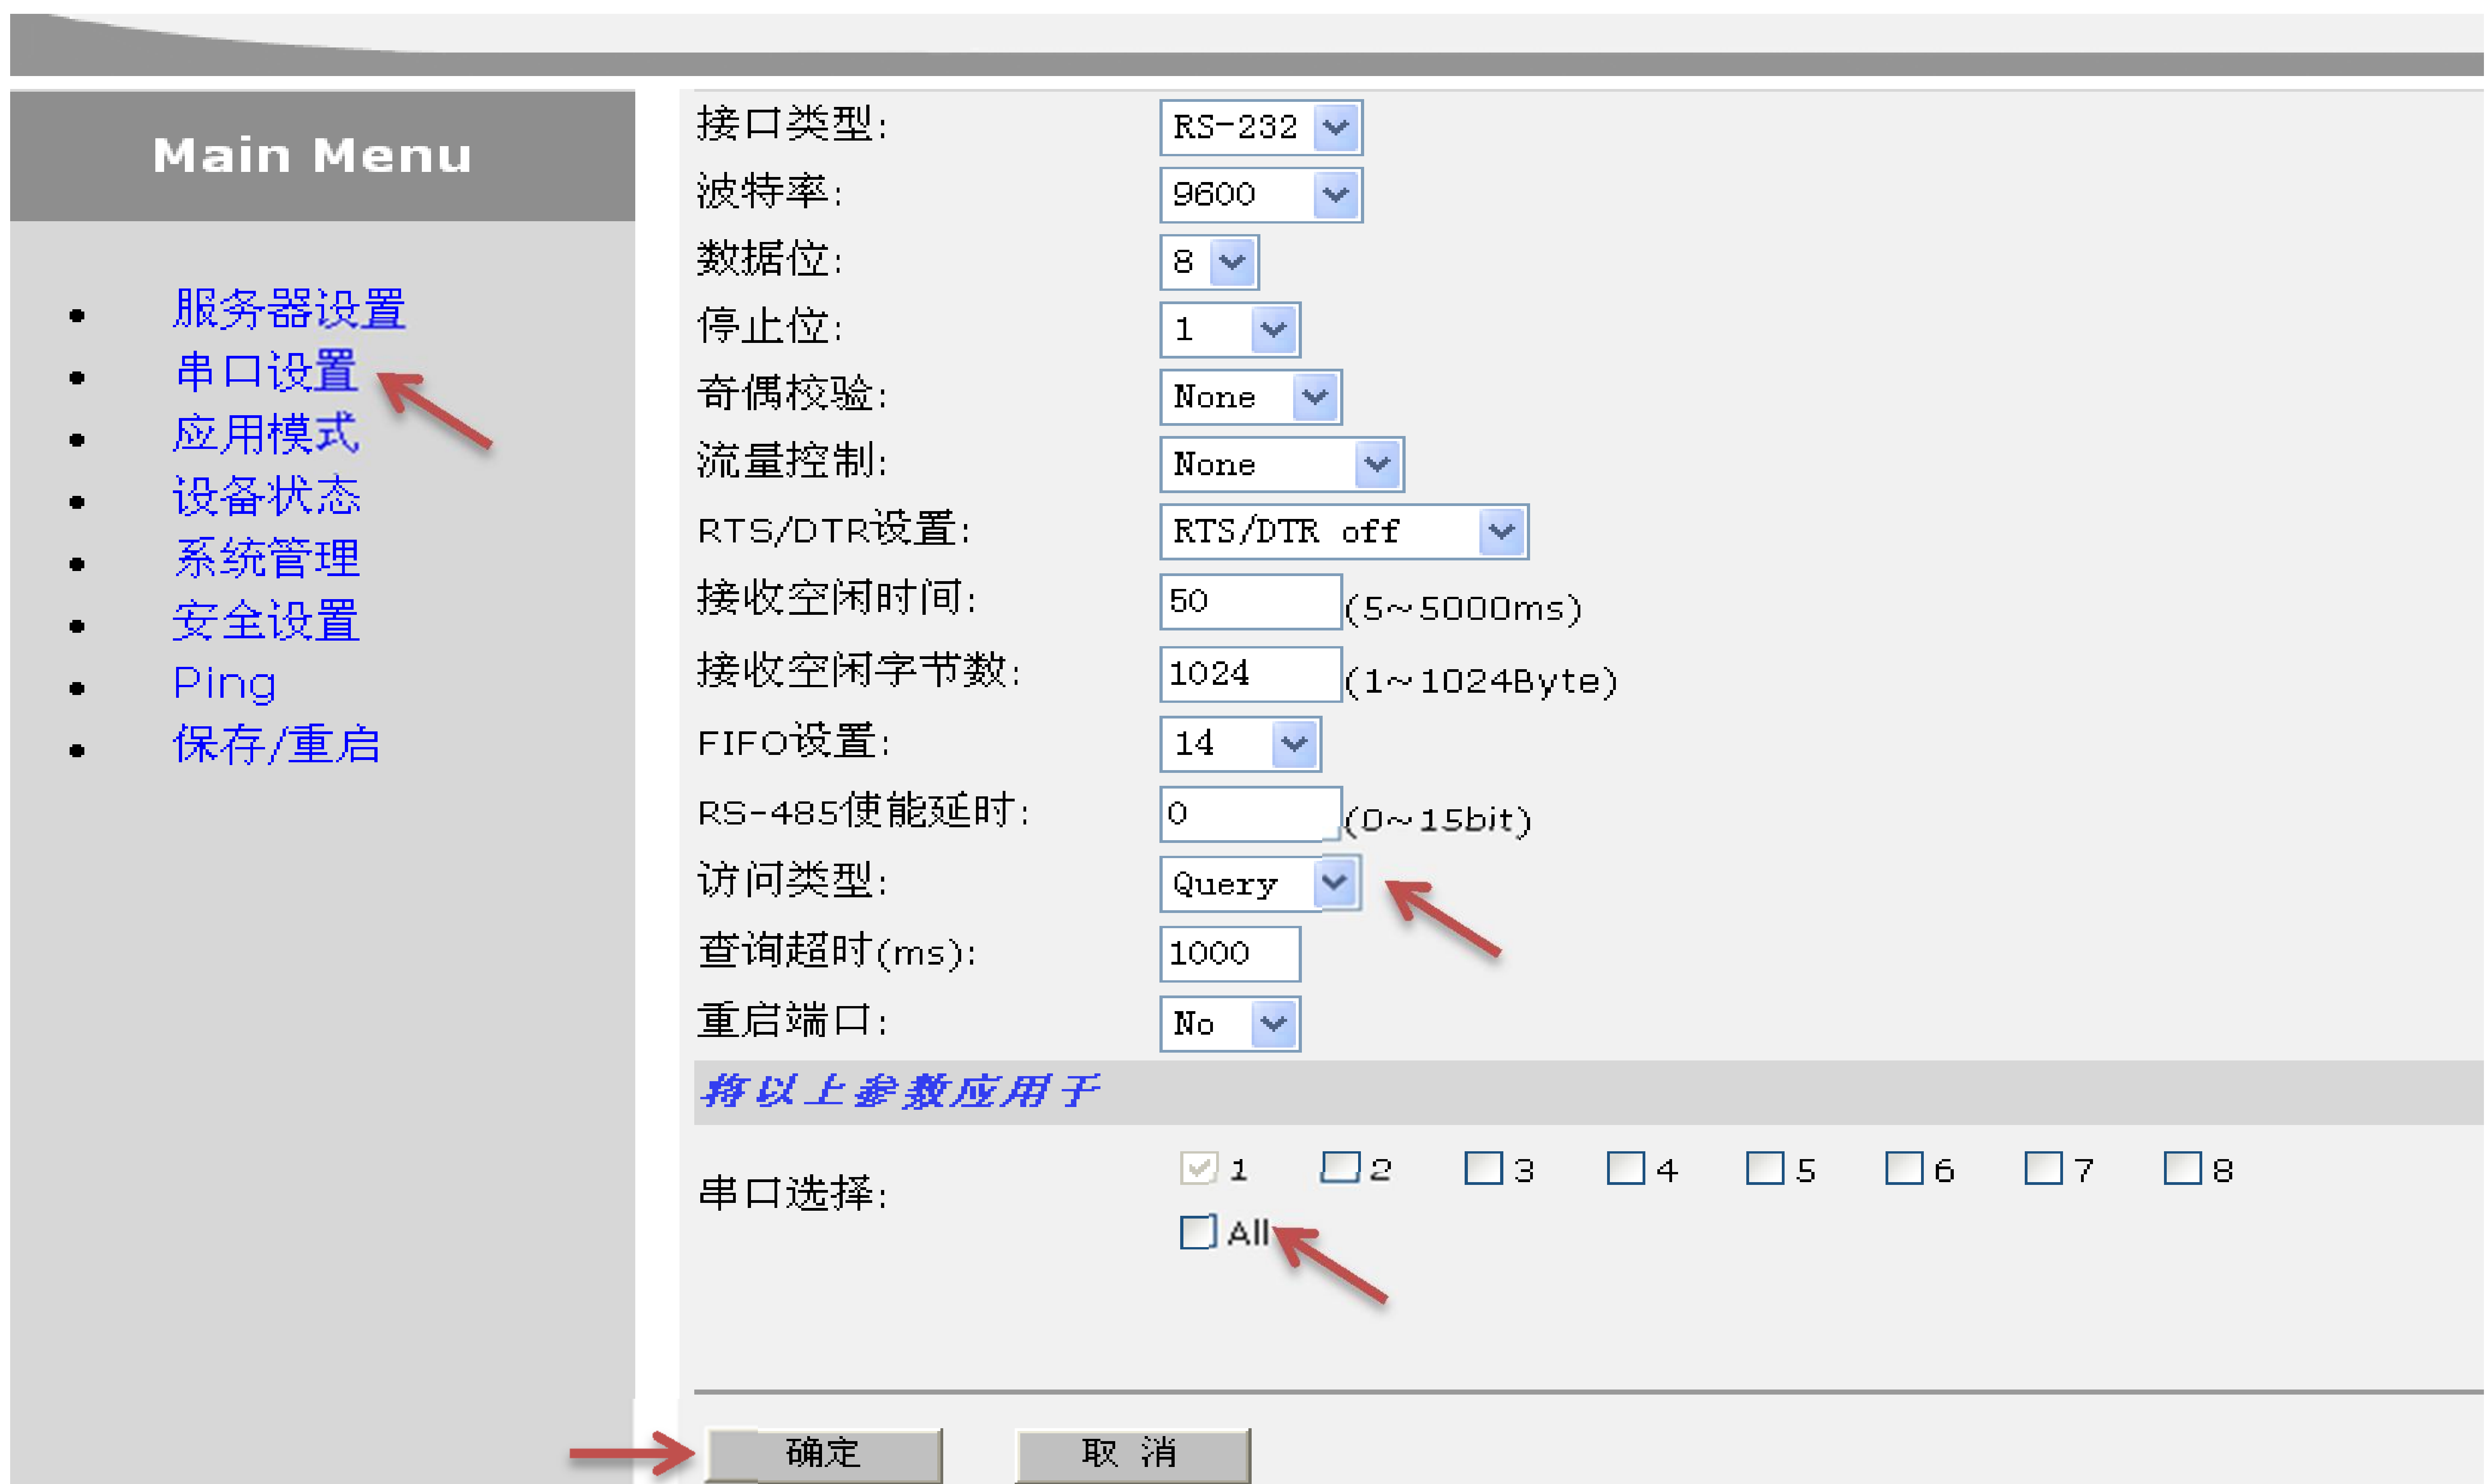 Main Menu
服务器设置
串口设置
应用模式
设备状态
系统管理
安全设置
Ping
保存/重启
接口类型: RS-232
波特率: 9600
数据位: 8
停止位: 1
奇偶校验: None
流量控制: None
RTS/DTR设置: RTS/DTR off
接收空闲时间: 50 (5~5000ms)
接收空闲字节数: 1024 (1~1024Byte)
FIFO设置: 14
RS-485使能延时: 0 (0~15bit)
访问类型: Query
查询超时(ms): 1000
重启端口: No
将以上参数应用于
串口选择: 1 2 3 4 5 6 7 8
All
确定 取 消